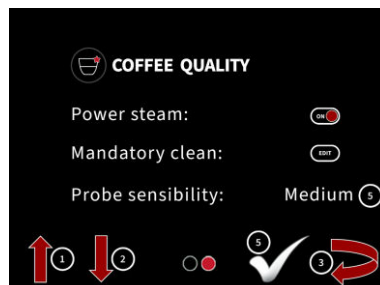 COFFEE QUALITY
Power steam: ON
Mandatory clean: EDIT
Probe sensibility: Medium 5
1 2 5 3